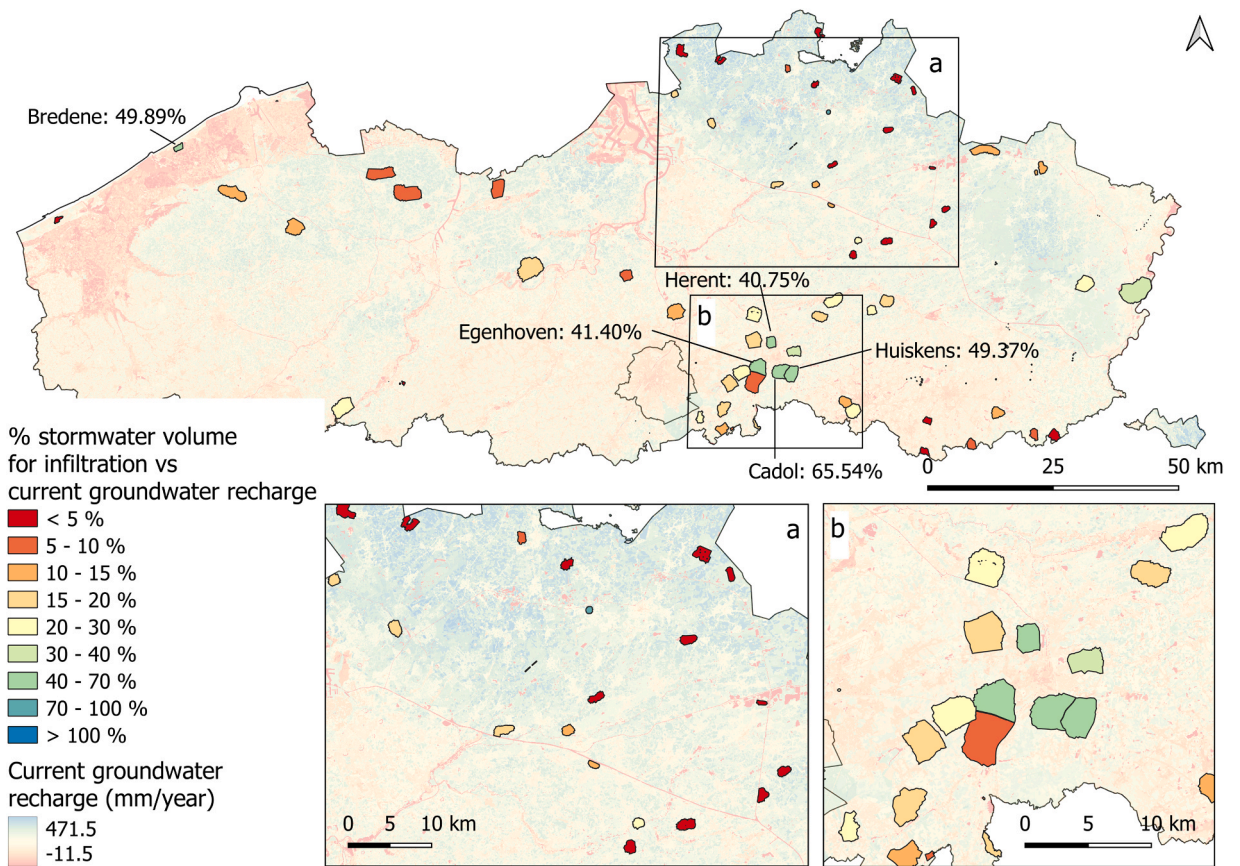 a
Bredene: 49.89%
Herent: 40.75%
b
Egenhoven: 41.40%
Huiskens: 49.37%
Cadol: 65.54%
0 25 50 km
% stormwater volume
for infiltration vs
current groundwater recharge
< 5 %
5 - 10 %
10 - 15 %
15 - 20 %
20 - 30 %
30 - 40 %
40 - 70 %
70 - 100 %
> 100 %
Current groundwater
recharge (mm/year)
471.5
-11.5
a
0 5 10 km
b
0 5 10 km